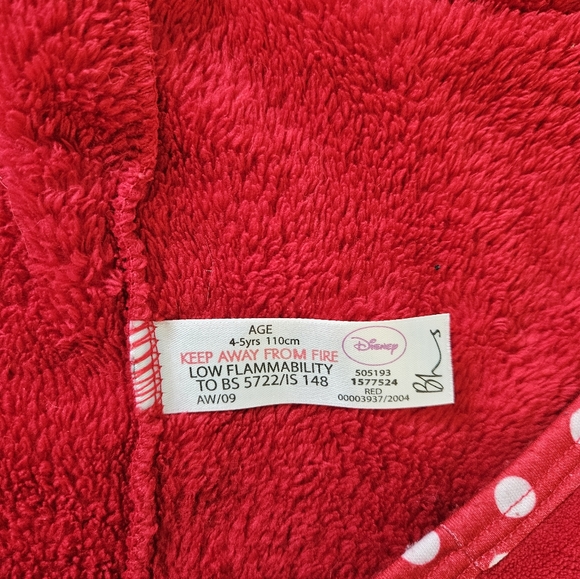 AGE
4-5yrs 110cm
KEEP AWAY FROM FIRE
LOW FLAMMABILITY
TO BS 5722/IS 148
AW/09
Disney
505193
1577524
RED
00003937/2004
Bhs